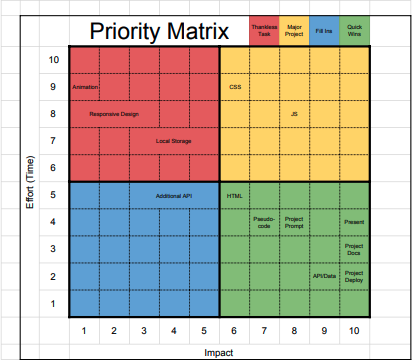 Priority Matrix
Thankless
Task
Major
Project
Fill Ins
Quick
Wins
Effort (Time)
10
9
Animation
CSS
8
Responsive Design
JS
7
Local Storage
6
5
Additional API
HTML
4
Pseudo-
code
Project
Prompt
Present
3
Project
Docs
2
API/Data
Project
Deploy
1
1 2 3 4 5 6 7 8 9 10
Impact